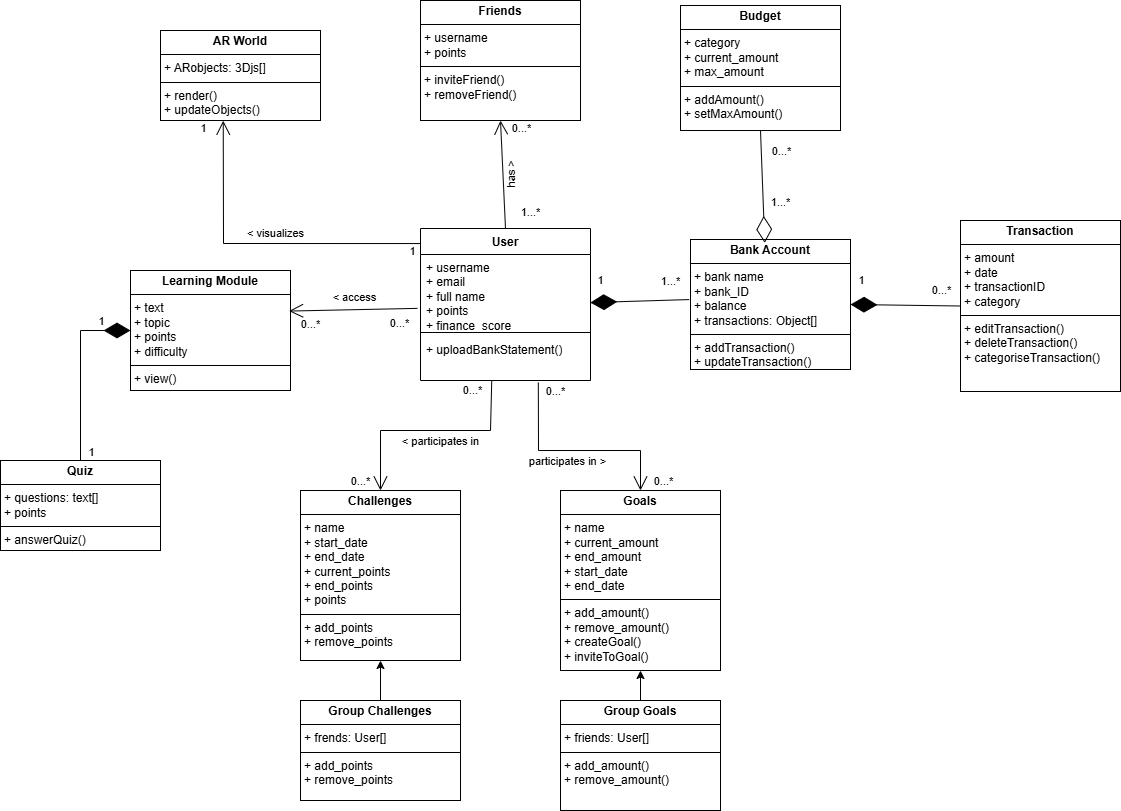 Friends
+ username
+ points
+ inviteFriend()
+ removeFriend()
Budget
+ category
+ current_amount
+ max_amount
+ addAmount()
+ setMaxAmount()
AR World
+ ARobjects: 3Djs[]
+ render()
+ updateObjects()
1
0...*
has >
1...*
0...*
1...*
< visualizes
1
User
+ username
+ email
+ full name
+ points
+ finance_score
+ uploadBankStatement()
Bank Account
+ bank name
+ bank_ID
+ balance
+ transactions: Object[]
+ addTransaction()
+ updateTransaction()
Transaction
+ amount
+ date
+ transactionID
+ category
+ editTransaction()
+ deleteTransaction()
+ categoriseTransaction()
1
1...*
1
0...*
Learning Module
+ text
+ topic
+ points
+ difficulty
+ view()
< access
0...*
0...*
1
1
Quiz
+ questions: text[]
+ points
+ answerQuiz()
0...*
0...*
< participates in
participates in >
0...*
0...*
Challenges
+ name
+ start_date
+ end_date
+ current_points
+ end_points
+ points
+ add_points
+ remove_points
Goals
+ name
+ current_amount
+ end_amount
+ start_date
+ end_date
+ add_amount()
+ remove_amount()
+ createGoal()
+ inviteToGoal()
Group Challenges
+ frends: User[]
+ add_points
+ remove_points
Group Goals
+ friends: User[]
+ add_amount()
+ remove_amount()